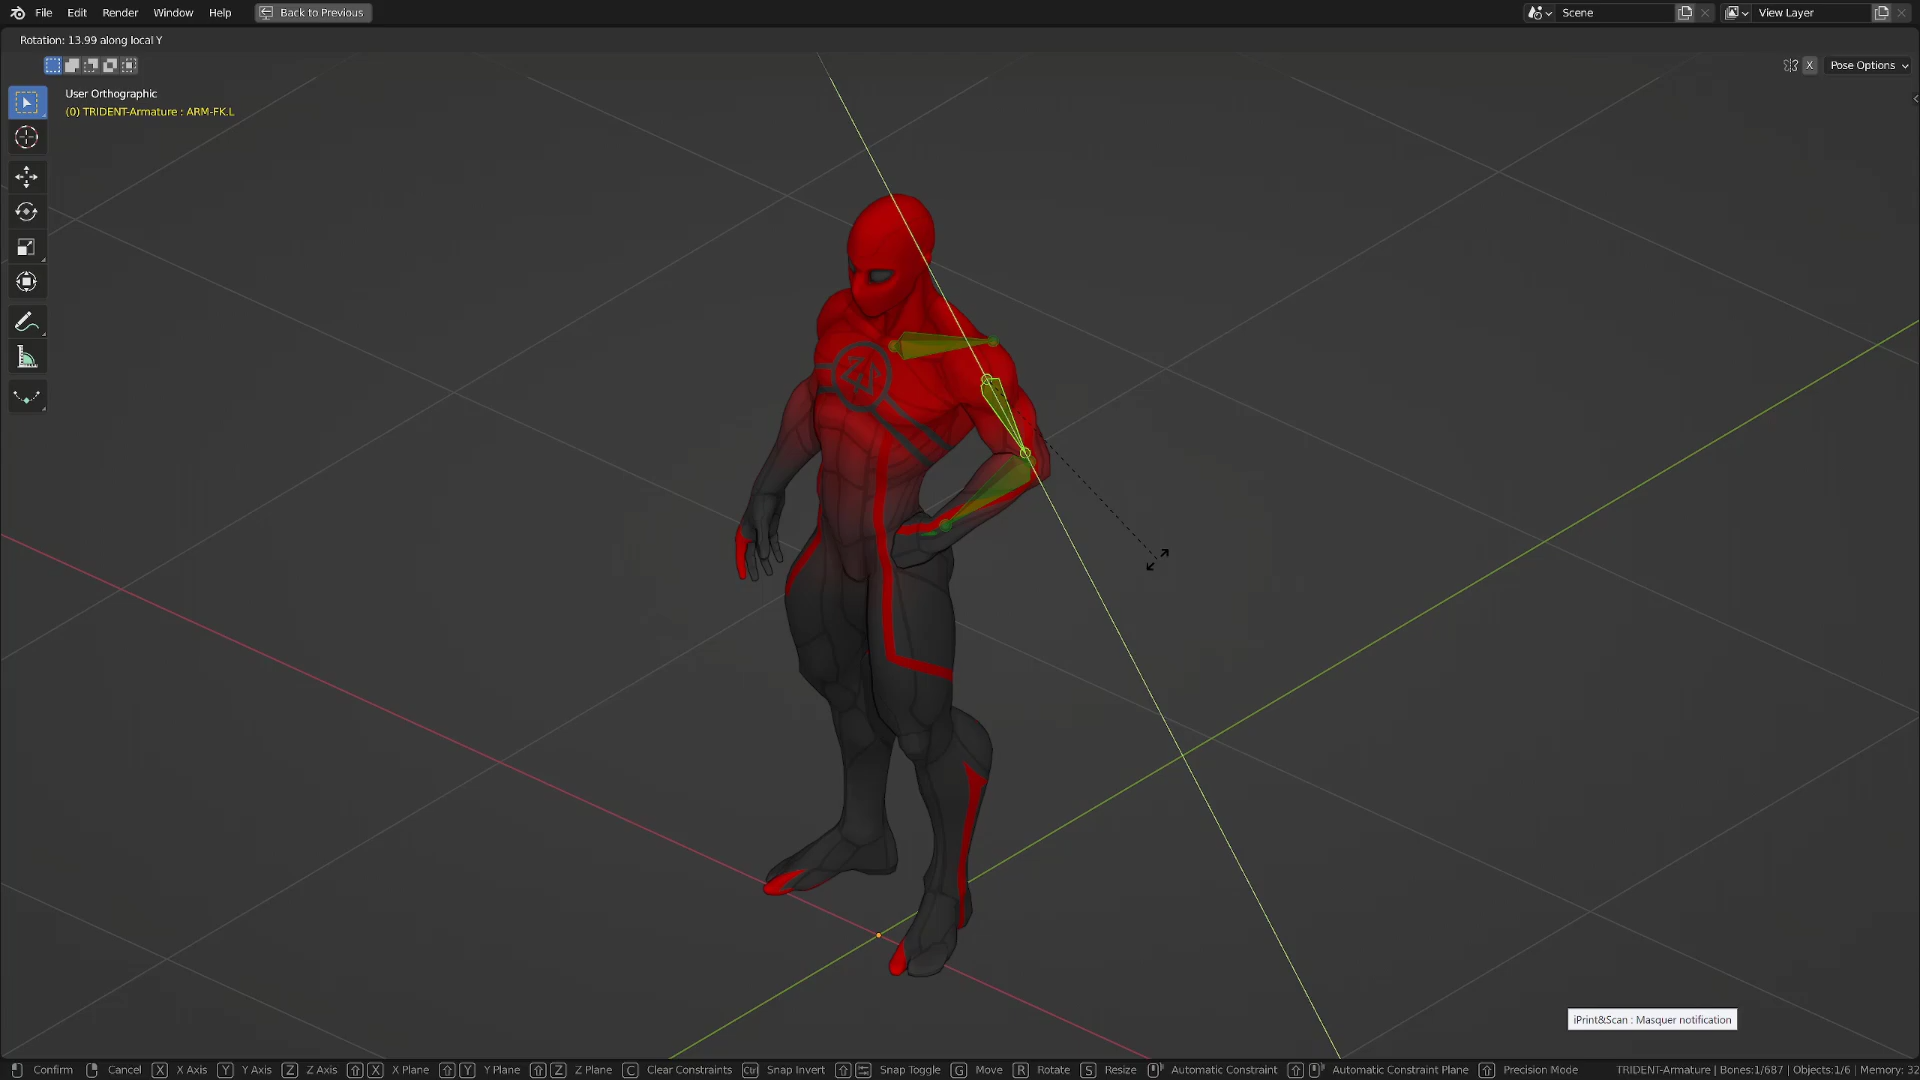 File Edit Render Window Help Back to Previous Scene View Layer
Rotation: 13.99 along local Y
X Pose Options
User Orthographic
(0) TRIDENT-Armature : ARM-FK.L
iPrint&Scan : Masquer notification
Confirm Cancel X X Axis Y Y Axis Z Z Axis X X Plane Y Y Plane Z Z Plane C Clear Constraints Ctrl Snap Invert Snap Toggle G Move R Rotate S Resize Automatic Constraint Automatic Constraint Plane Precision Mode TRIDENT-Armature | Bones:1/687 | Objects:1/6 | Memory: 32